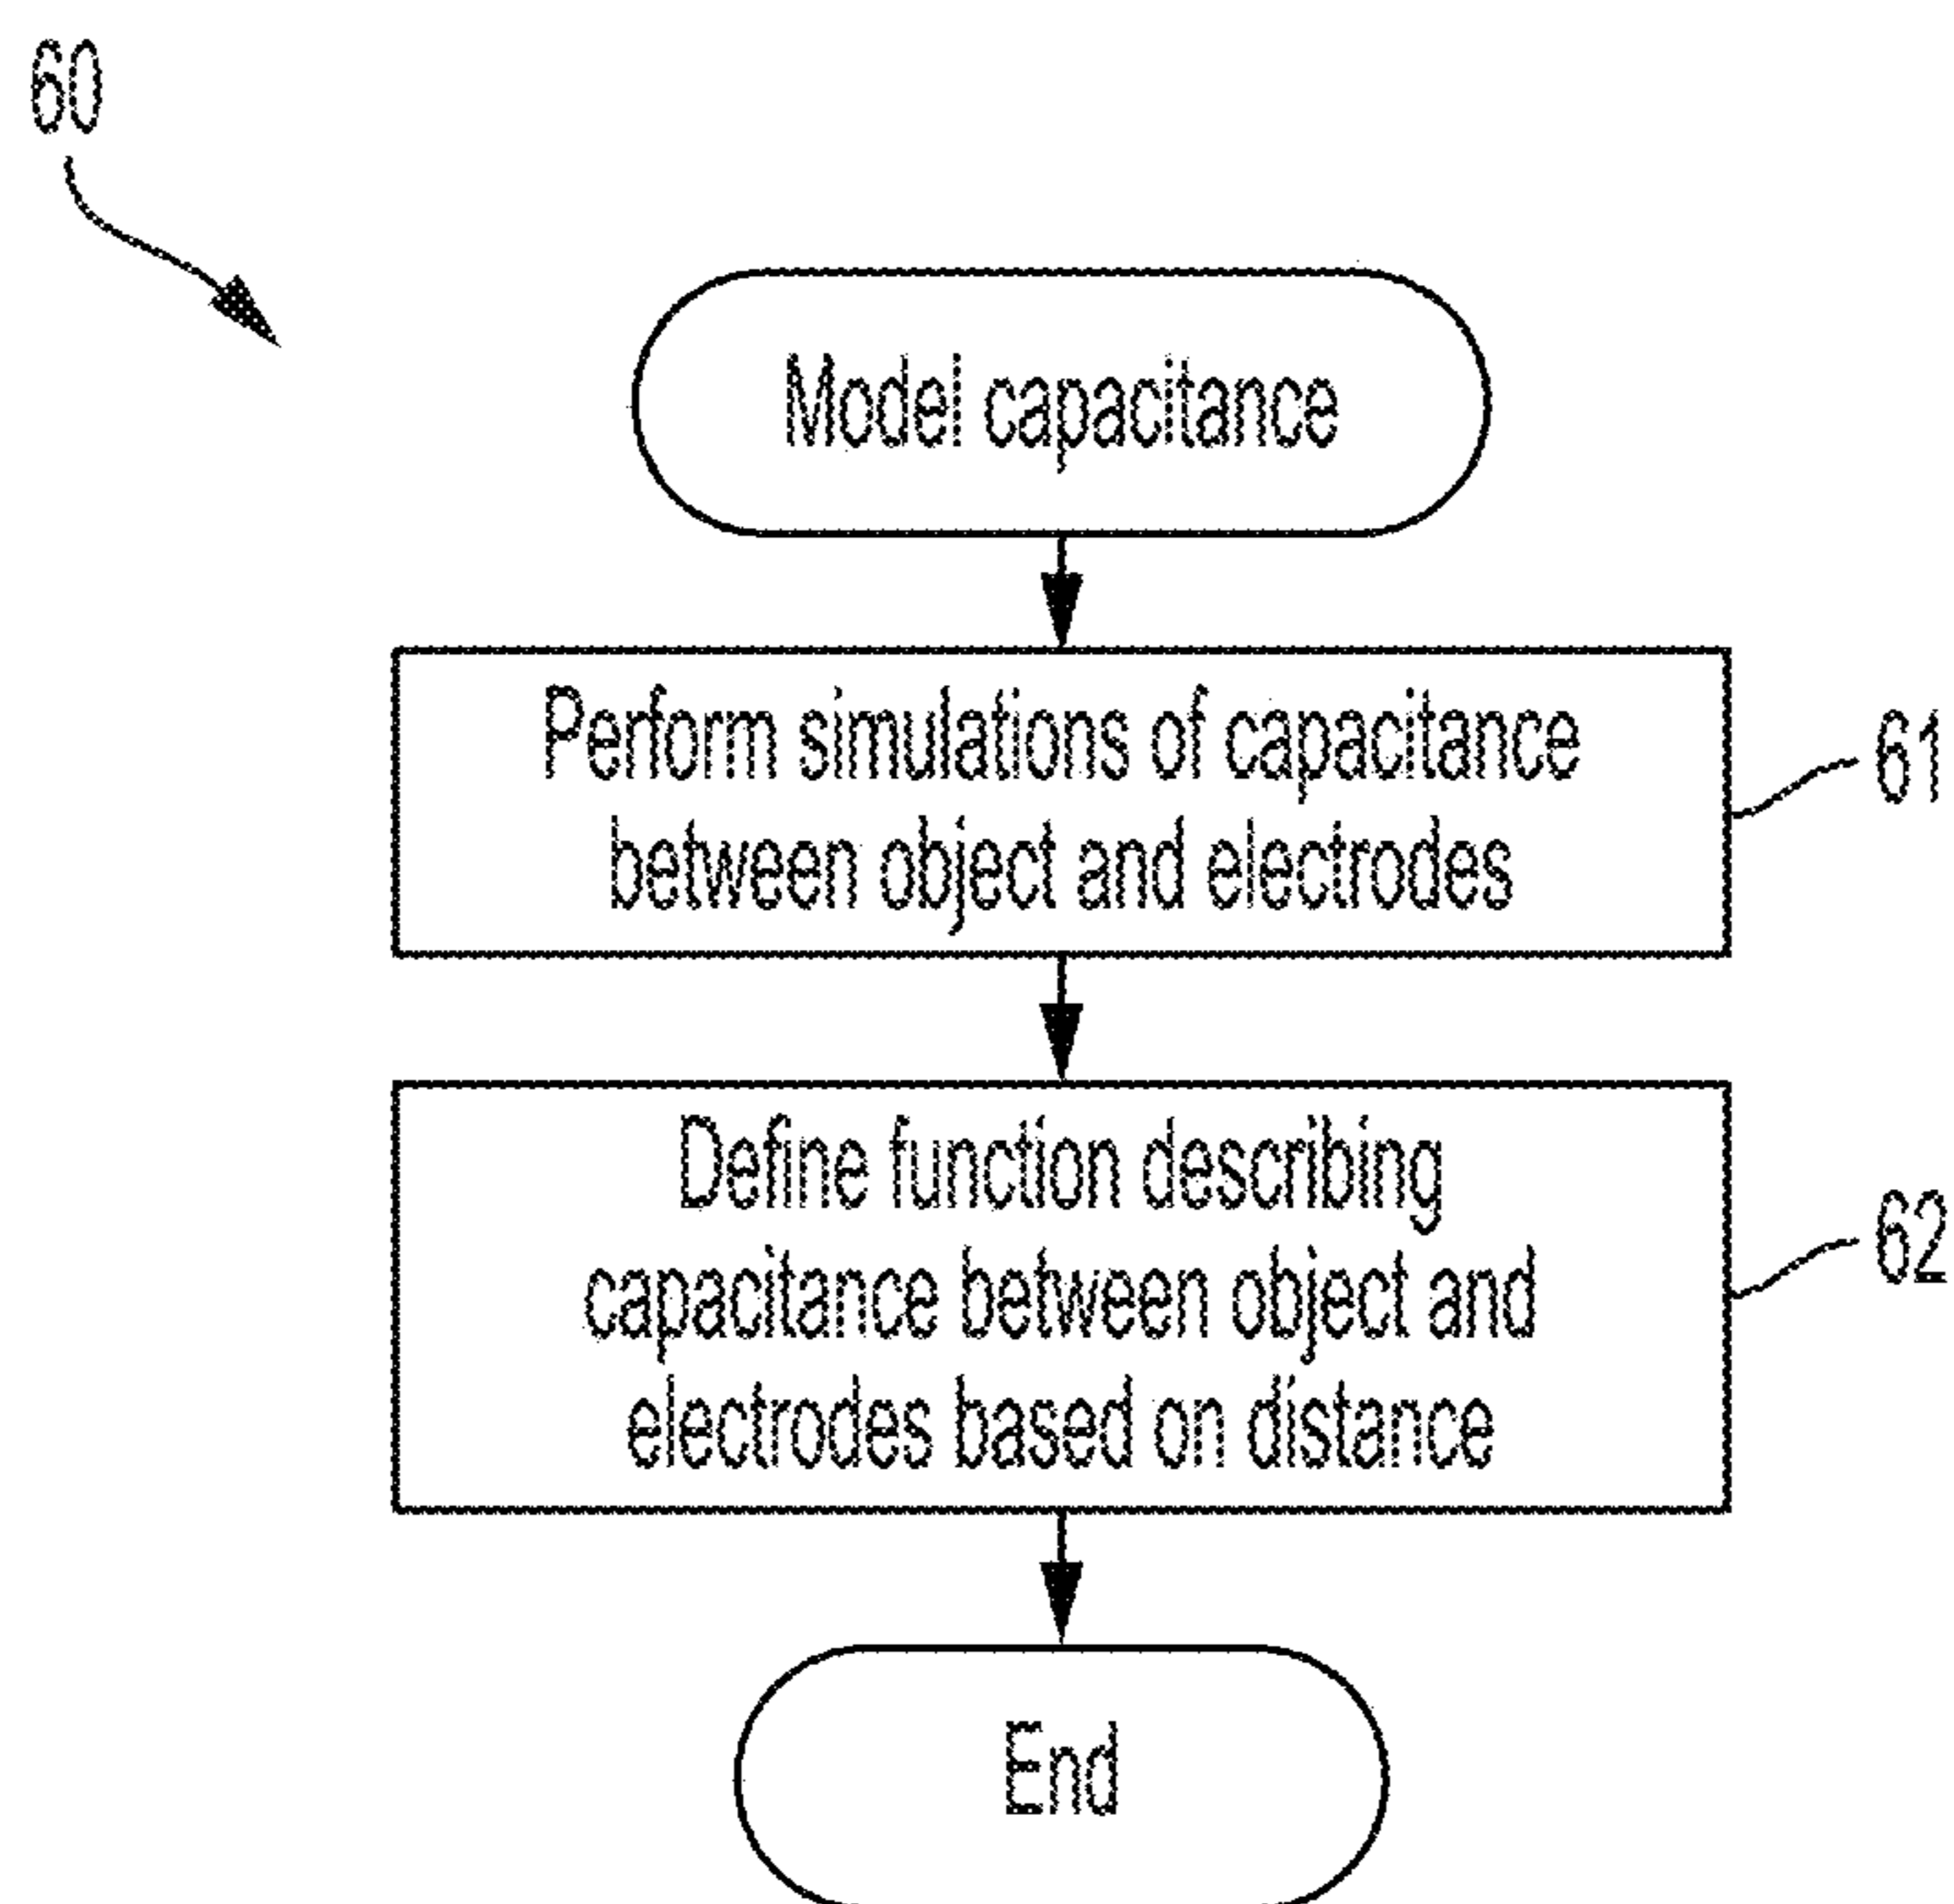 60
Model capacitance
Perform simulations of capacitance
between object and electrodes
61
Define function describing
capacitance between object and
electrodes based on distance
62
End